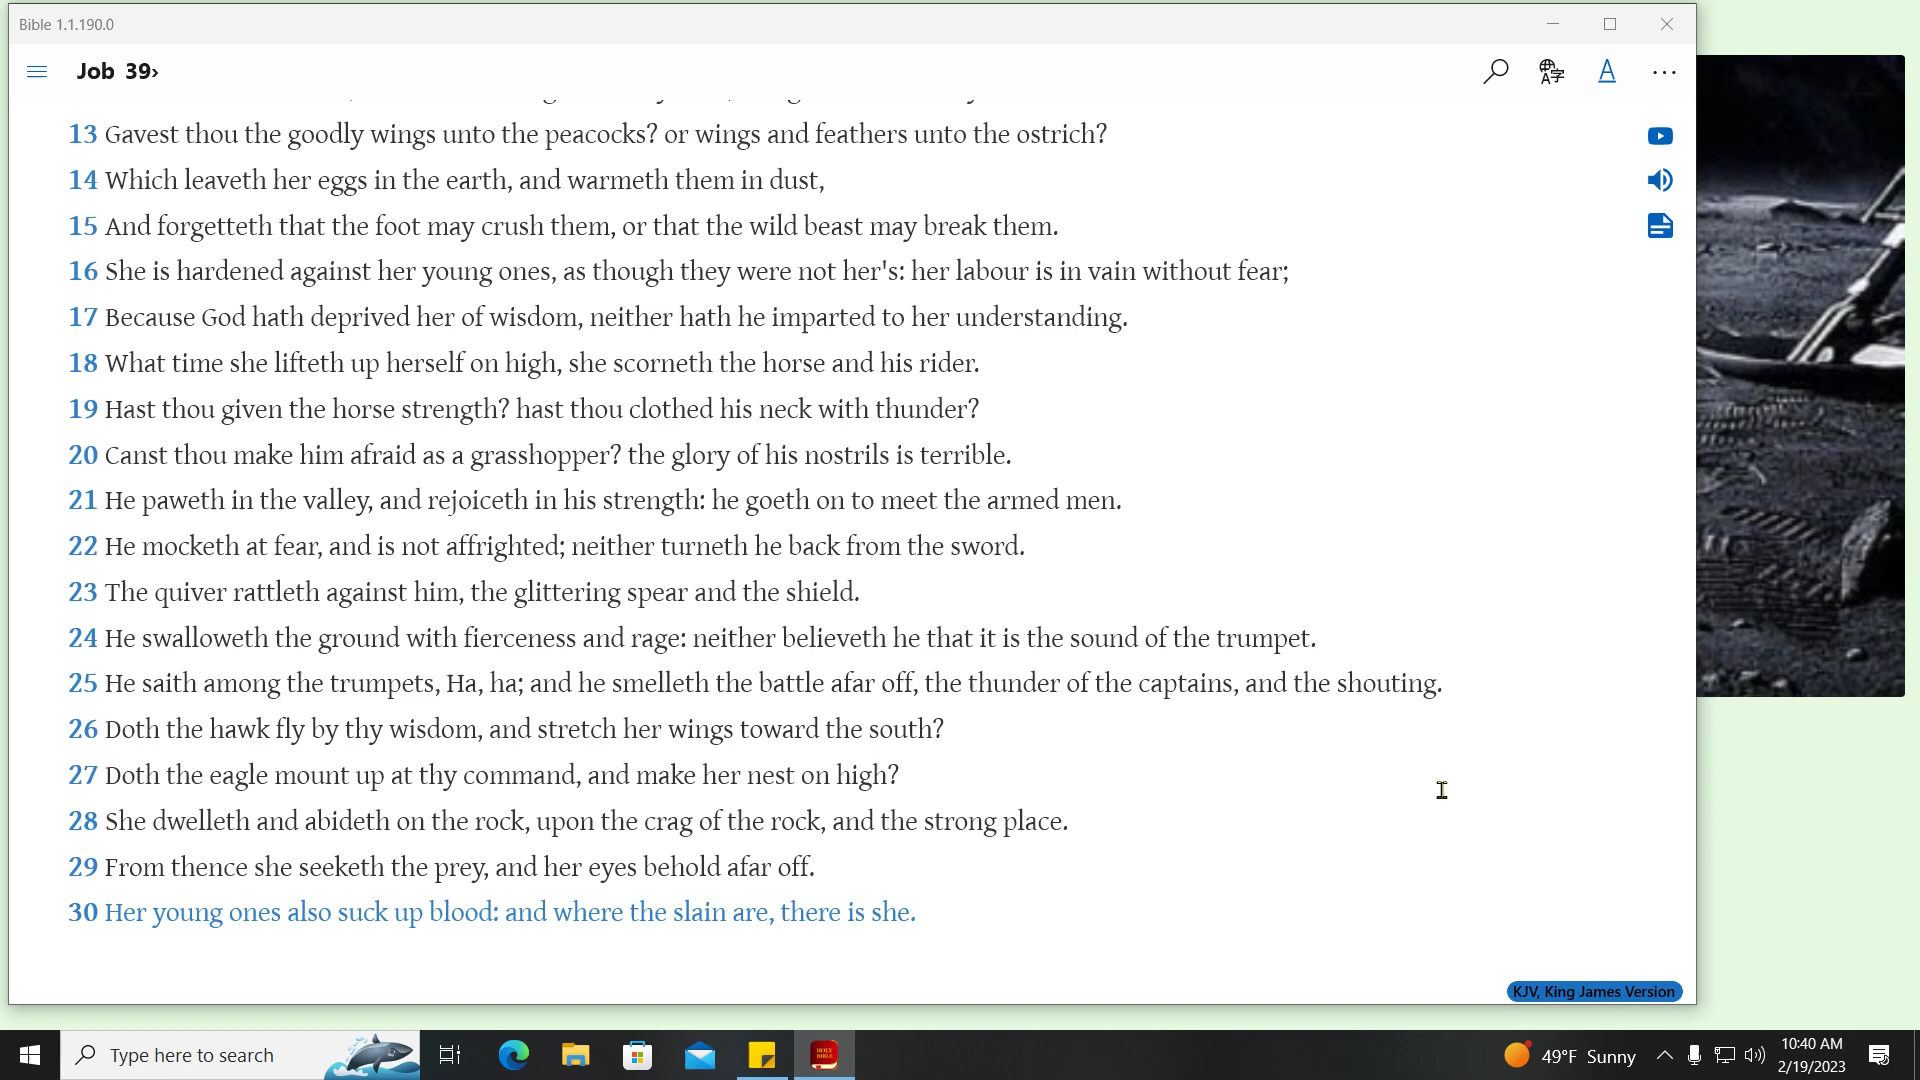 Bible 1.1.190.0
Job 39›
13 Gavest thou the goodly wings unto the peacocks? or wings and feathers unto the ostrich?
14 Which leaveth her eggs in the earth, and warmeth them in dust,
15 And forgetteth that the foot may crush them, or that the wild beast may break them.
16 She is hardened against her young ones, as though they were not her's: her labour is in vain without fear;
17 Because God hath deprived her of wisdom, neither hath he imparted to her understanding.
18 What time she lifteth up herself on high, she scorneth the horse and his rider.
19 Hast thou given the horse strength? hast thou clothed his neck with thunder?
20 Canst thou make him afraid as a grasshopper? the glory of his nostrils is terrible.
21 He paweth in the valley, and rejoiceth in his strength: he goeth on to meet the armed men.
22 He mocketh at fear, and is not affrighted; neither turneth he back from the sword.
23 The quiver rattleth against him, the glittering spear and the shield.
24 He swalloweth the ground with fierceness and rage: neither believeth he that it is the sound of the trumpet.
25 He saith among the trumpets, Ha, ha; and he smelleth the battle afar off, the thunder of the captains, and the shouting.
26 Doth the hawk fly by thy wisdom, and stretch her wings toward the south?
27 Doth the eagle mount up at thy command, and make her nest on high?
28 She dwelleth and abideth on the rock, upon the crag of the rock, and the strong place.
29 From thence she seeketh the prey, and her eyes behold afar off.
30 Her young ones also suck up blood: and where the slain are, there is she.
KJV, King James Version
Type here to search
HOLY BIBLE
49°F Sunny
10:40 AM
2/19/2023